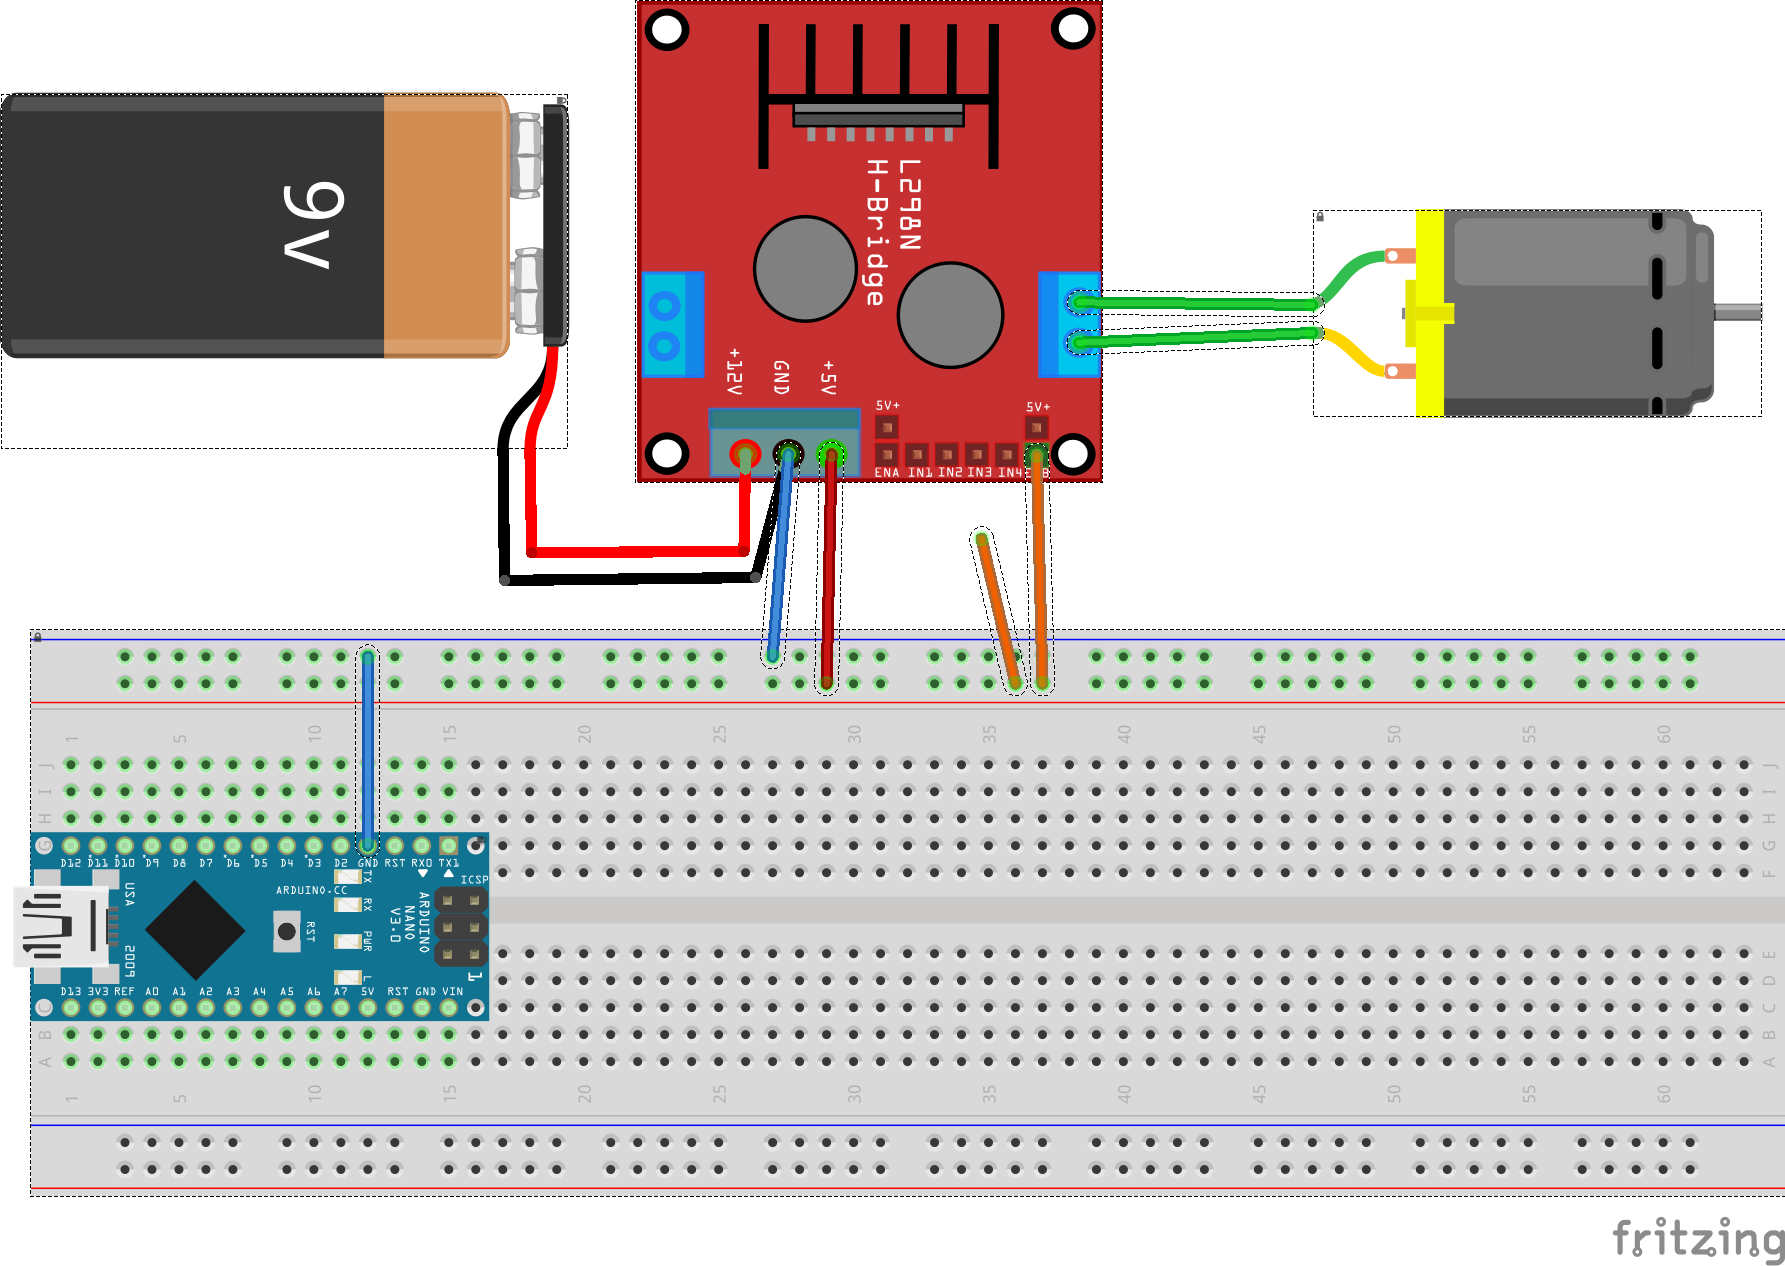 9V
L298N
H-Bridge
+12V
GND
+5V
5V+
5V+
ENA
IN1
IN2
IN3
IN4
1 5 10 15 20 25 30 35 40 45 50 55 60
J J
I I
H H
G G
F
D12 D11 D10 D9 D8 D7 D6 D5 D4 D3 D2 GND RST RX0 TX1
USA
2009
ARDUINO.CC
RST
TX
RX
PWR
L
ARDUINO
NANO
V3.0
ICSP
1
D13 3V3 REF A0 A1 A2 A3 A4 A5 A6 A7 5V RST GND VIN
E
D
C C
B B
A A
1 5 10 15 20 25 30 35 40 45 50 55 60
fritzing